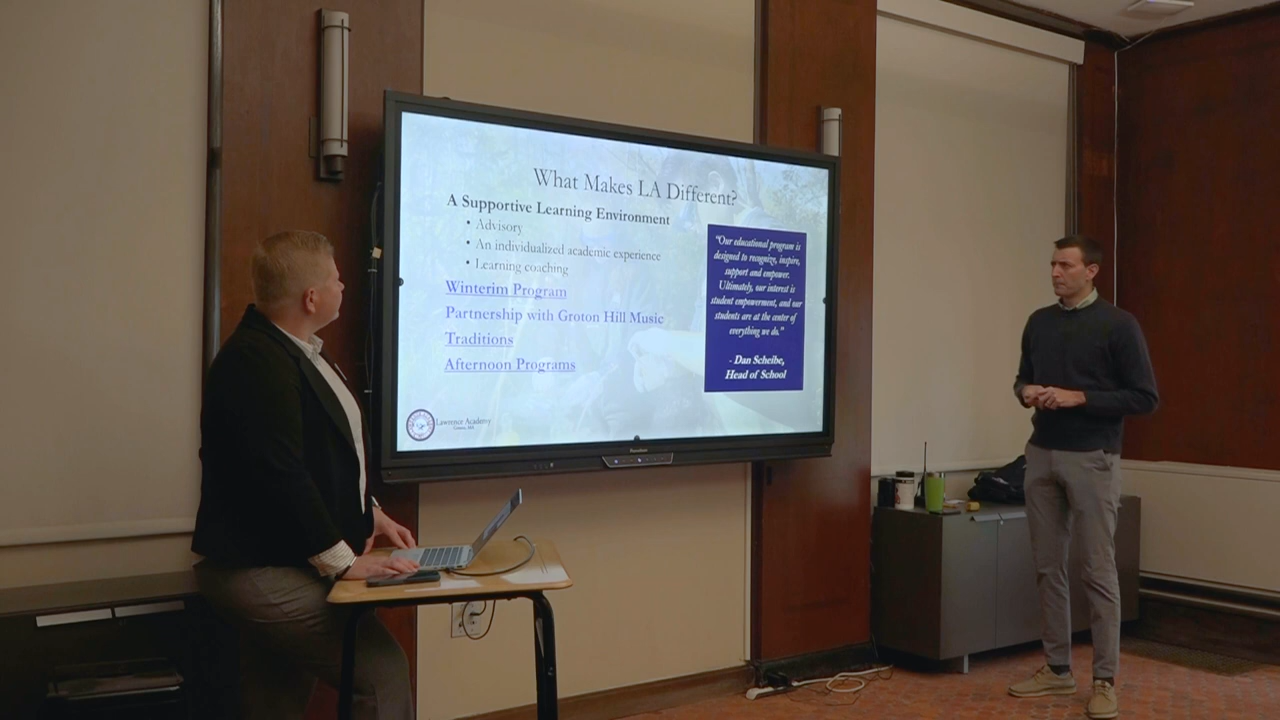 What Makes LA Different?
A Supportive Learning Environment
• Advisory
• An individualized academic experience
• Learning coaching
Winterim Program
Partnership with Groton Hill Music
Traditions
Afternoon Programs
"Our educational program is
designed to recognize, inspire,
support and empower.
Ultimately, our interest is
student empowerment, and our
students are at the center of
everything we do."
- Dan Scheibe,
Head of School
Lawrence Academy
Groton, MA